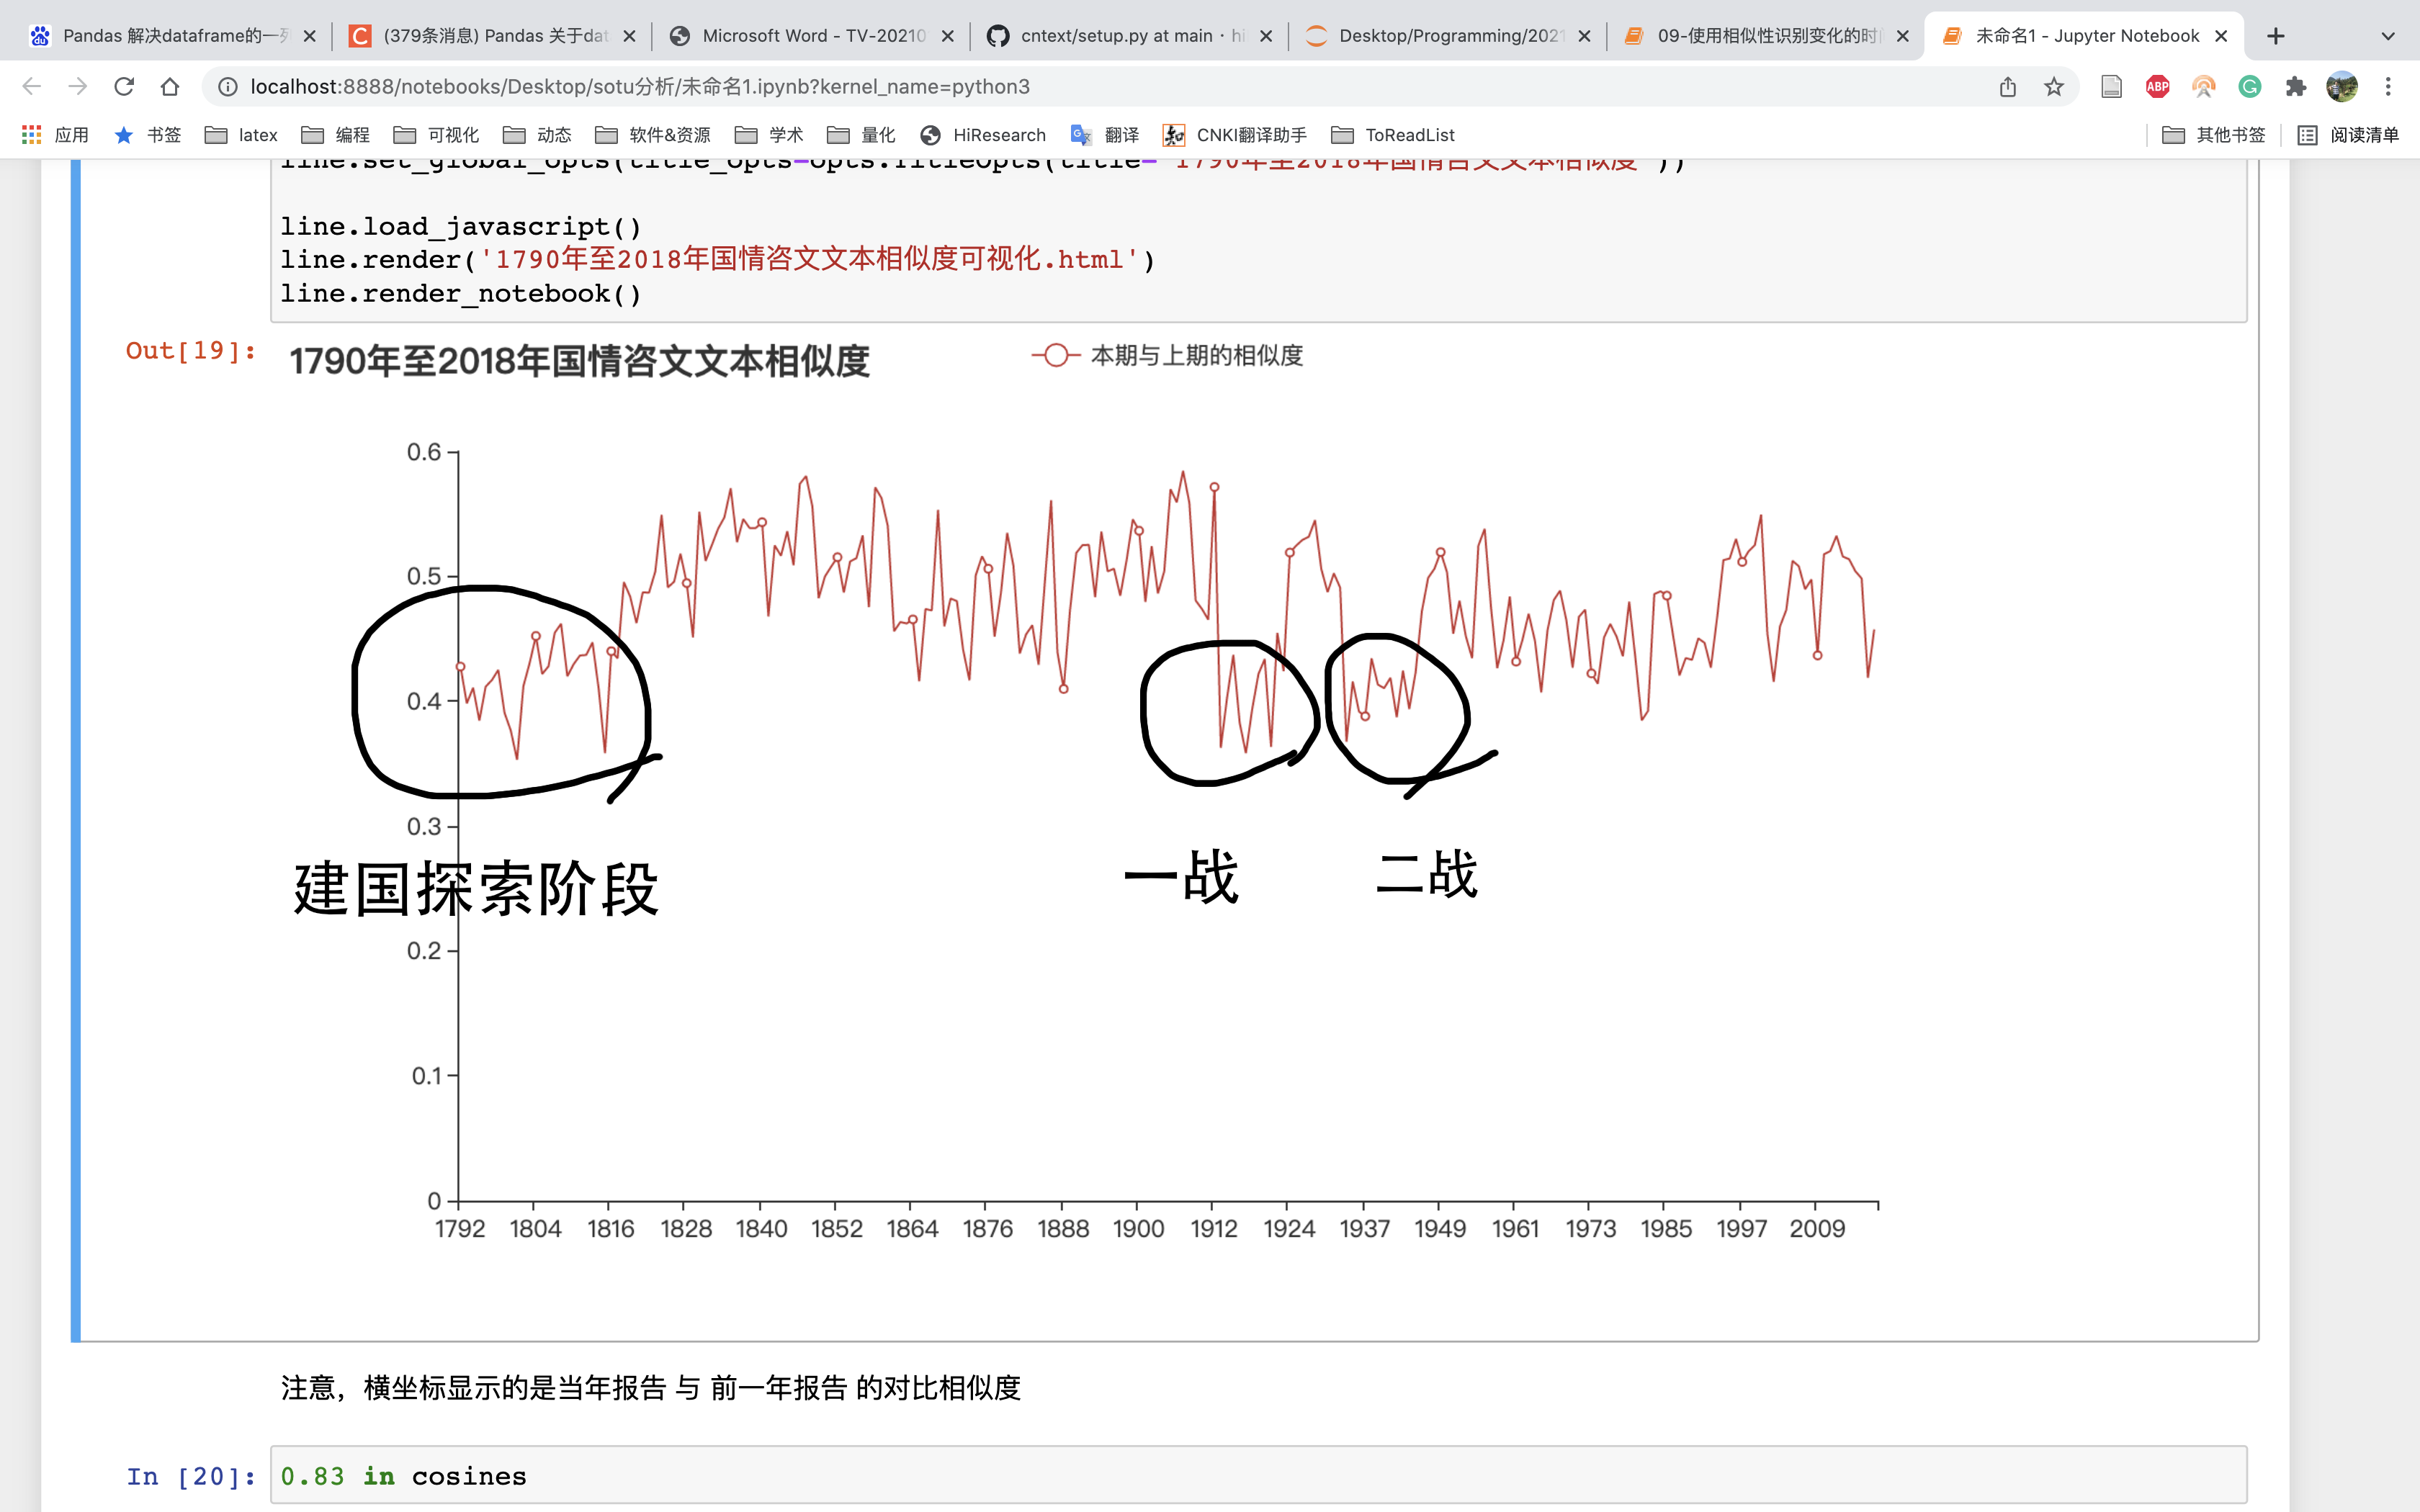 Pandas 解决dataframe的一列
(379条消息) Pandas 关于dat
Microsoft Word - TV-20210
cntext/setup.py at main · hi
Desktop/Programming/2021
09-使用相似性识别变化的时
未命名1 - Jupyter Notebook
localhost:8888/notebooks/Desktop/sotu分析/未命名1.ipynb?kernel_name=python3
ABP
应用 书签 latex 编程 可视化 动态 软件&资源 学术 量化 HiResearch 翻译 CNKI翻译助手 ToReadList 其他书签 阅读清单
line.set_global_opts(title_opts=opts.TitleOpts(title='1790年至2018年国情咨文文本相似度'))
line.load_javascript()
line.render('1790年至2018年国情咨文文本相似度可视化.html')
line.render_notebook()
Out[19]:
1790年至2018年国情咨文文本相似度
本期与上期的相似度
0.6
0.5
0.4
0.3
建国探索阶段
一战
二战
0.2
0.1
0
1792 1804 1816 1828 1840 1852 1864 1876 1888 1900 1912 1924 1937 1949 1961 1973 1985 1997 2009
注意，横坐标显示的是当年报告 与 前一年报告 的对比相似度
In [20]: 0.83 in cosines